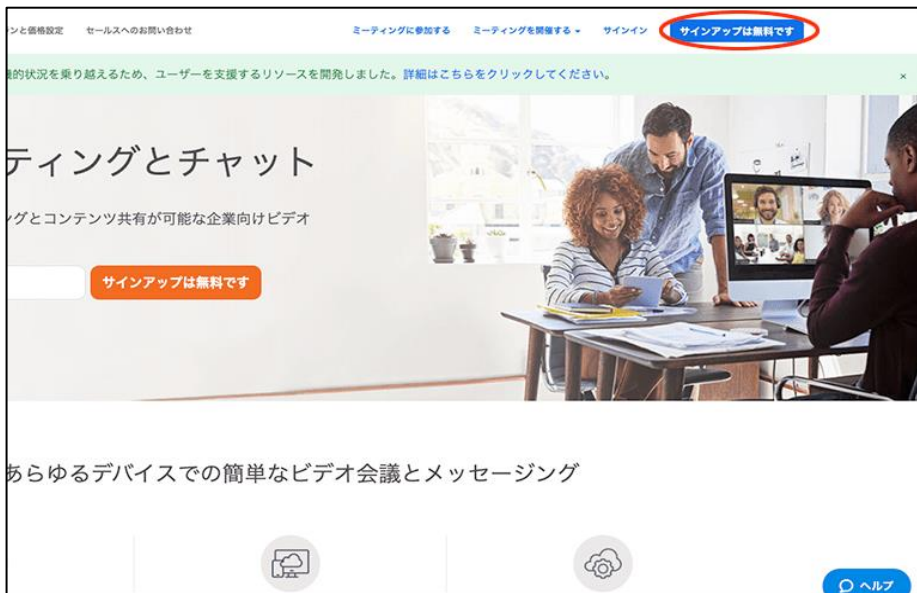 ンと価格設定 セールスへのお問い合わせ ミーティングに参加する ミーティングを開催する サインイン サインアップは無料です
的状況を乗り越えるため、ユーザーを支援するリソースを開発しました。詳細はこちらをクリックしてください。 ×
ティングとチャット
グとコンテンツ共有が可能な企業向けビデオ
サインアップは無料です
あらゆるデバイスでの簡単なビデオ会議とメッセージング
ヘルプ